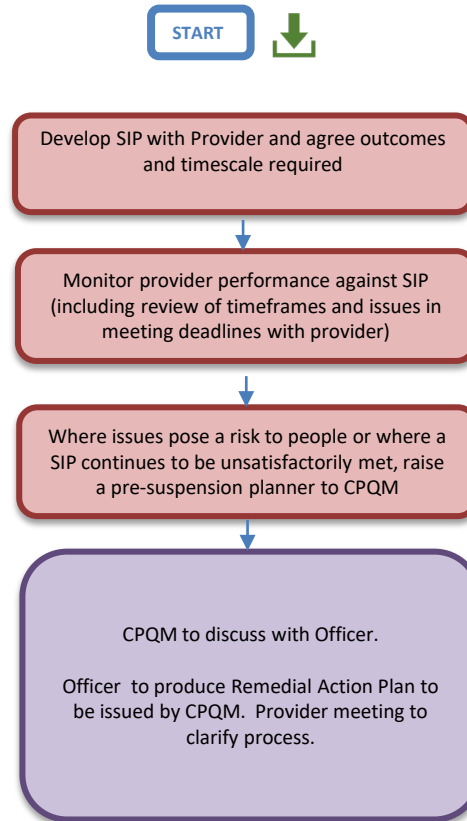 START
Develop SIP with Provider and agree outcomes
and timescale required
Monitor provider performance against SIP
(including review of timeframes and issues in
meeting deadlines with provider)
Where issues pose a risk to people or where a
SIP continues to be unsatisfactorily met, raise
a pre-suspension planner to CPQM
CPQM to discuss with Officer.
Officer to produce Remedial Action Plan to
be issued by CPQM. Provider meeting to
clarify process.